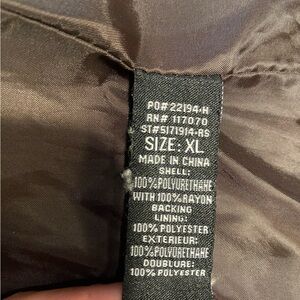 PO# 22194-H
RN# 117070
ST#5171914-RS
SIZE: XL
MADE IN CHINA
SHELL:
100% POLYURETHANE
WITH 100% RAYON
BACKING
LINING:
100% POLYESTER
EXTERIEUR:
100% POLYURETHANE
DOUBLURE:
100% POLYESTER